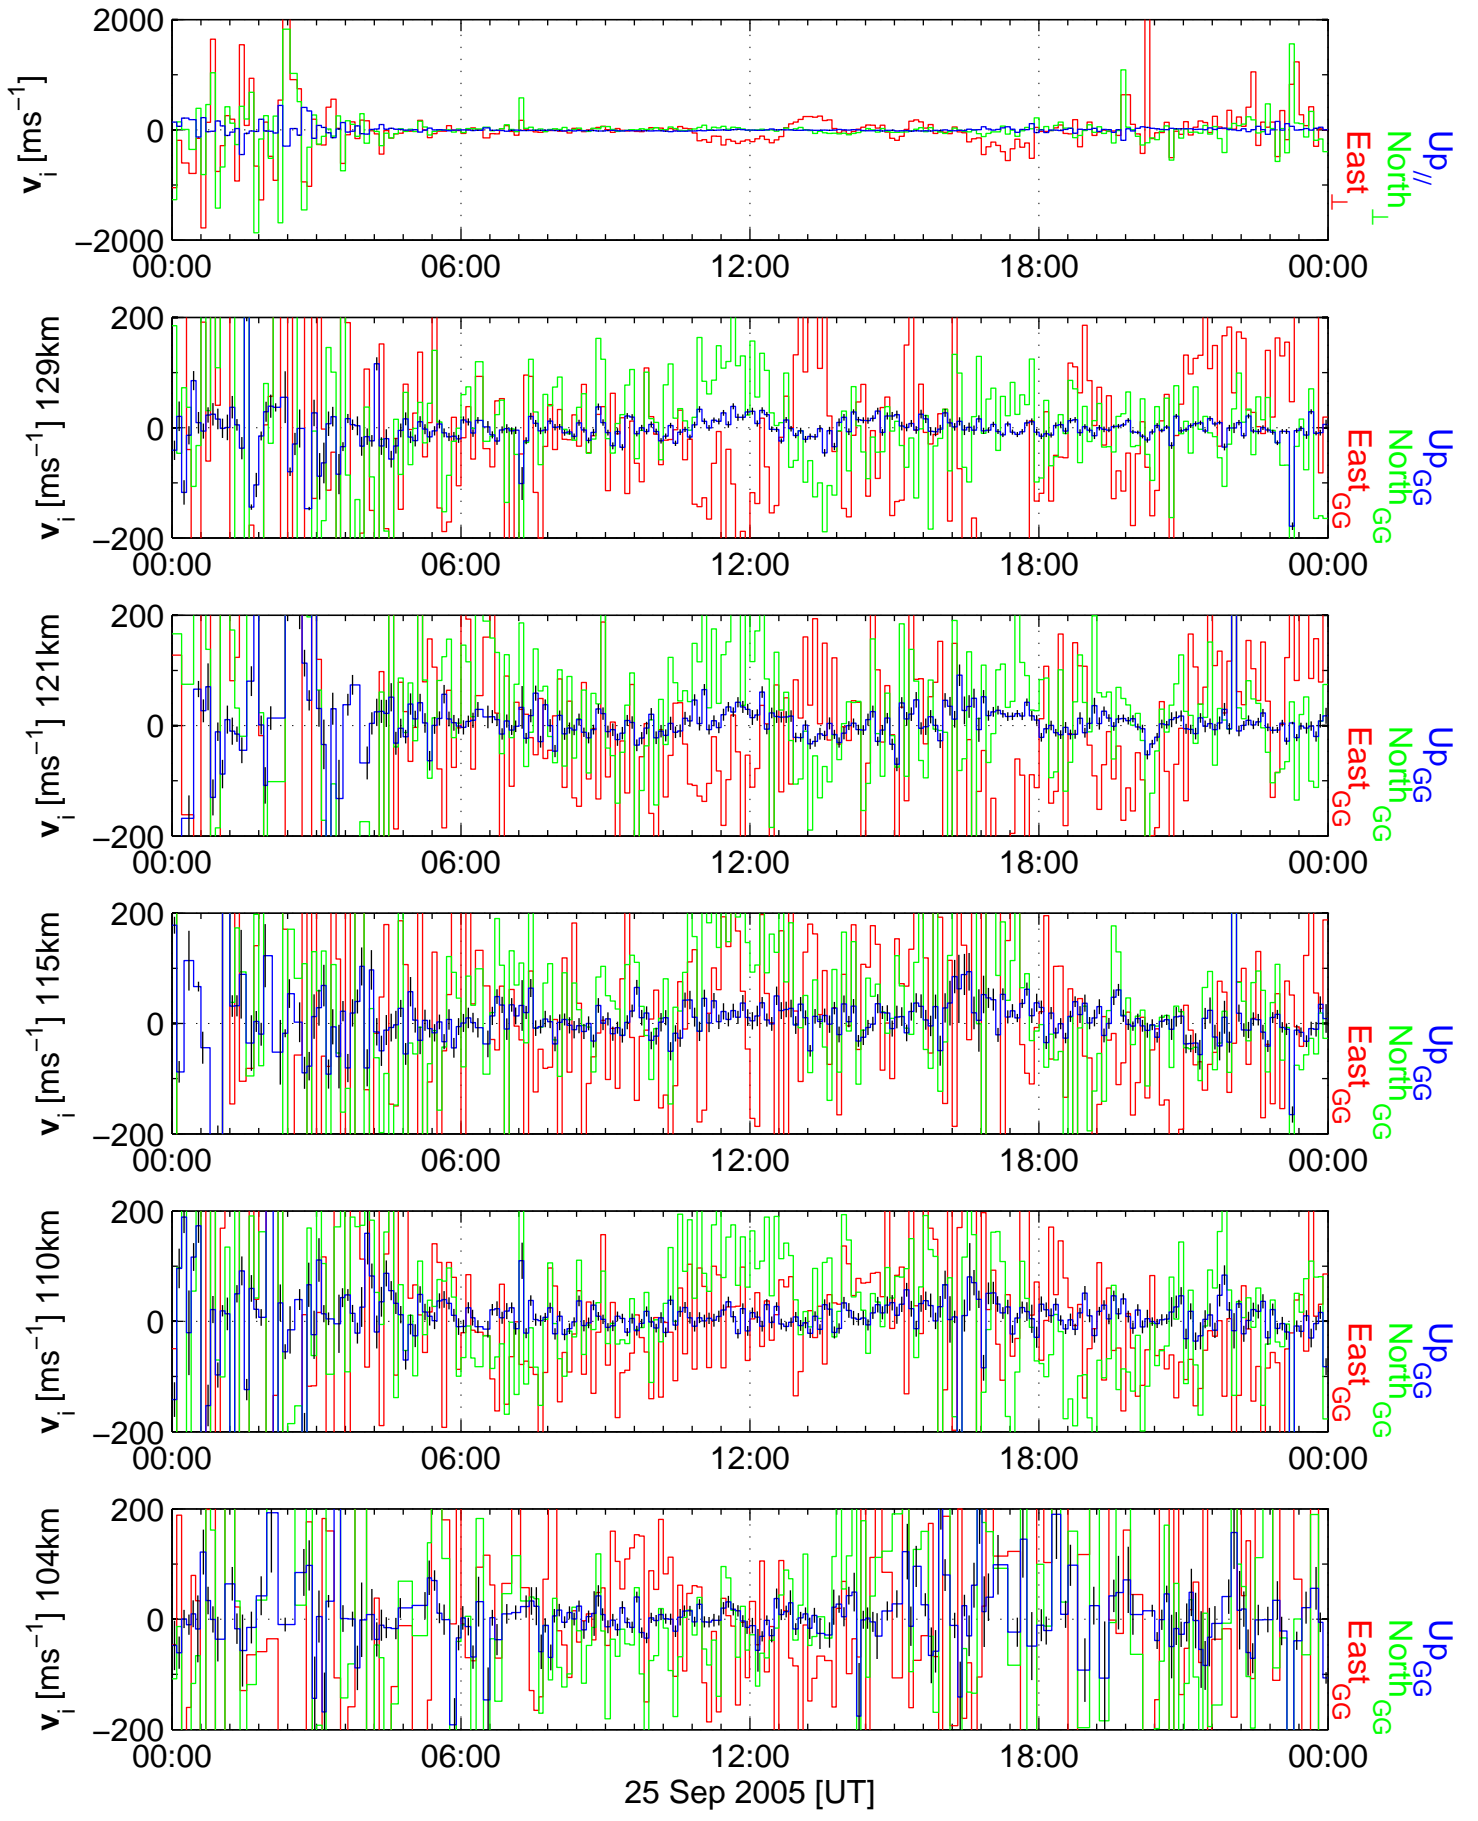 2000
0
−2000
v_i [ms^−1]
00:00 06:00 12:00 18:00 00:00
East_⊥
North_⊥
Up_//
200
0
−200
v_i [ms^−1] 129km
00:00 06:00 12:00 18:00 00:00
East_GG
North_GG
Up_GG
200
0
−200
v_i [ms^−1] 121km
00:00 06:00 12:00 18:00 00:00
East_GG
North_GG
Up_GG
200
0
−200
v_i [ms^−1] 115km
00:00 06:00 12:00 18:00 00:00
East_GG
North_GG
Up_GG
200
0
−200
v_i [ms^−1] 110km
00:00 06:00 12:00 18:00 00:00
East_GG
North_GG
Up_GG
200
0
−200
v_i [ms^−1] 104km
00:00 06:00 12:00 18:00 00:00
East_GG
North_GG
Up_GG
25 Sep 2005 [UT]